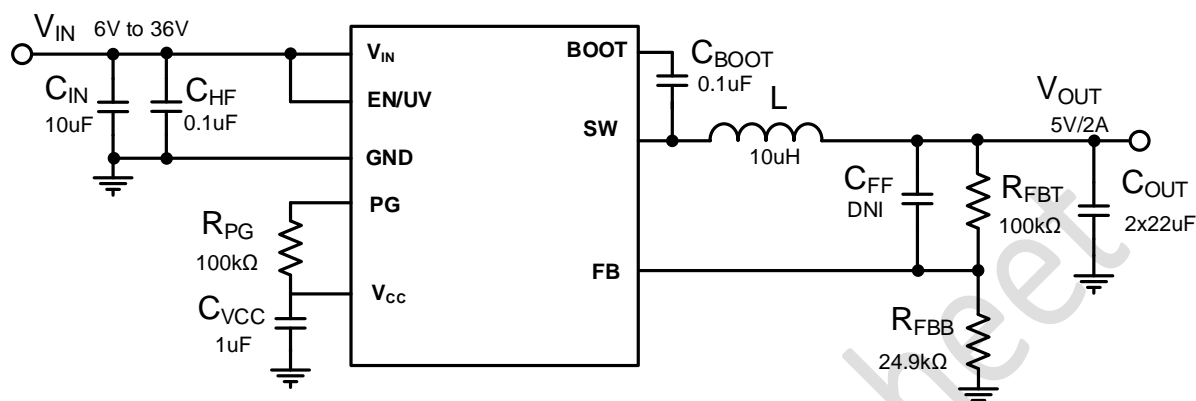 VIN 6V to 36V
CIN
10uF
CHF
0.1uF
VIN
EN/UV
GND
PG
VCC
RPG
100kΩ
CVCC
1uF
BOOT
SW
FB
CBOOT
0.1uF
L
10uH
VOUT
5V/2A
CFF
DNI
RFBT
100kΩ
COUT
2x22uF
RFBB
24.9kΩ
heet